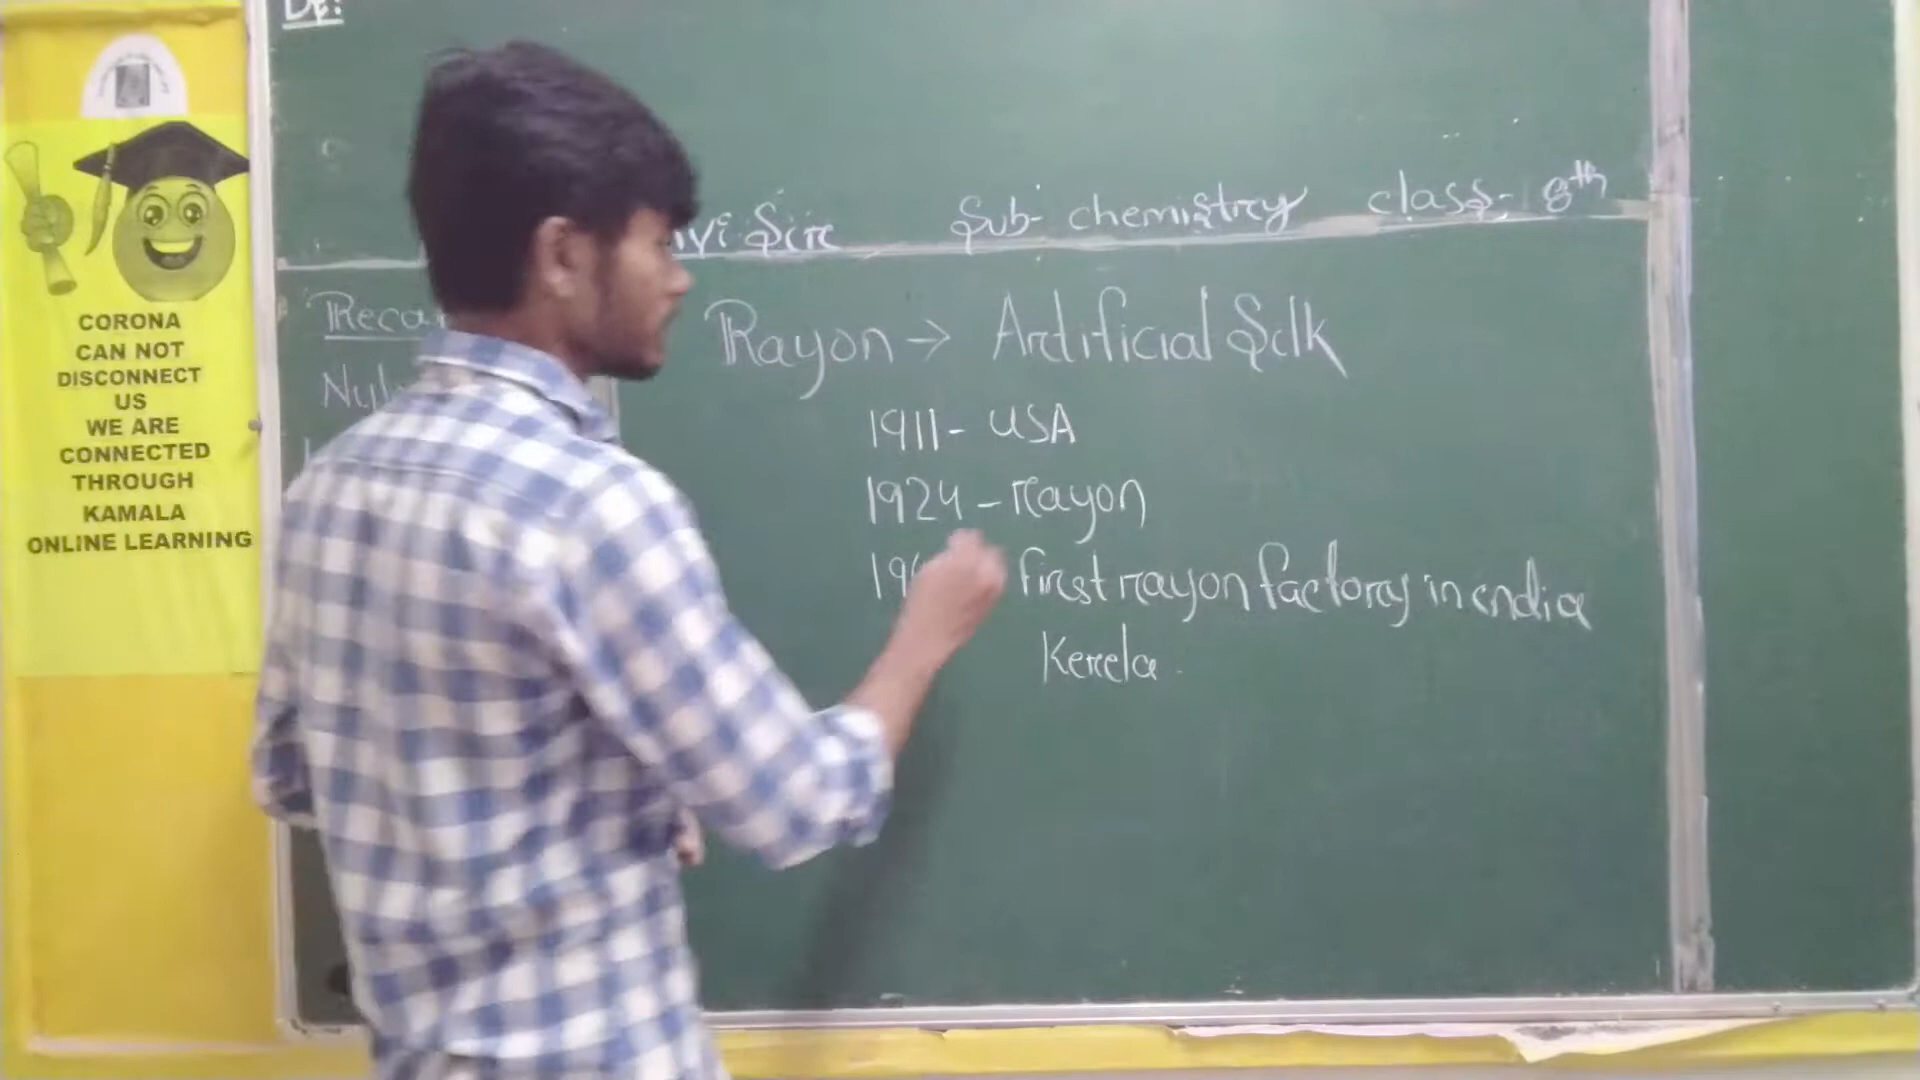 CORONA
CAN NOT
DISCONNECT
US
WE ARE
CONNECTED
THROUGH
KAMALA
ONLINE LEARNING
Sir Sub- chemistry class- 8th
Rayon → Artificial Silk
1911- USA
1924 - rayon
first rayon factory in india
Kerela.